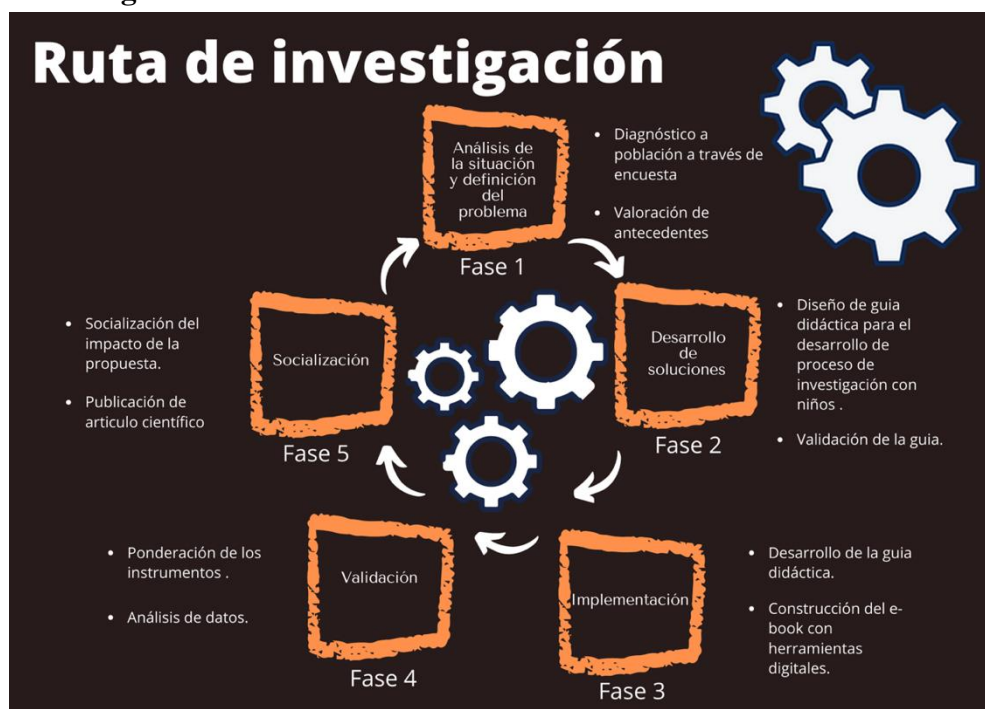 Ruta de investigación
Análisis de
la situación
y definición
del
problema
Fase 1
• Diagnóstico a
población a través de
encuesta
• Valoración de
antecedentes
Desarrollo
de
soluciones
Fase 2
• Diseño de guia
didáctica para el
desarrollo de
proceso de
investigación con
niños .
• Validación de la guia.
Implementación
Fase 3
• Desarrollo de la guia
didáctica.
• Construcción del e-
book con
herramientas
digitales.
Validación
Fase 4
• Ponderación de los
instrumentos .
• Análisis de datos.
Socialización
Fase 5
• Socialización del
impacto de la
propuesta.
• Publicación de
articulo científico